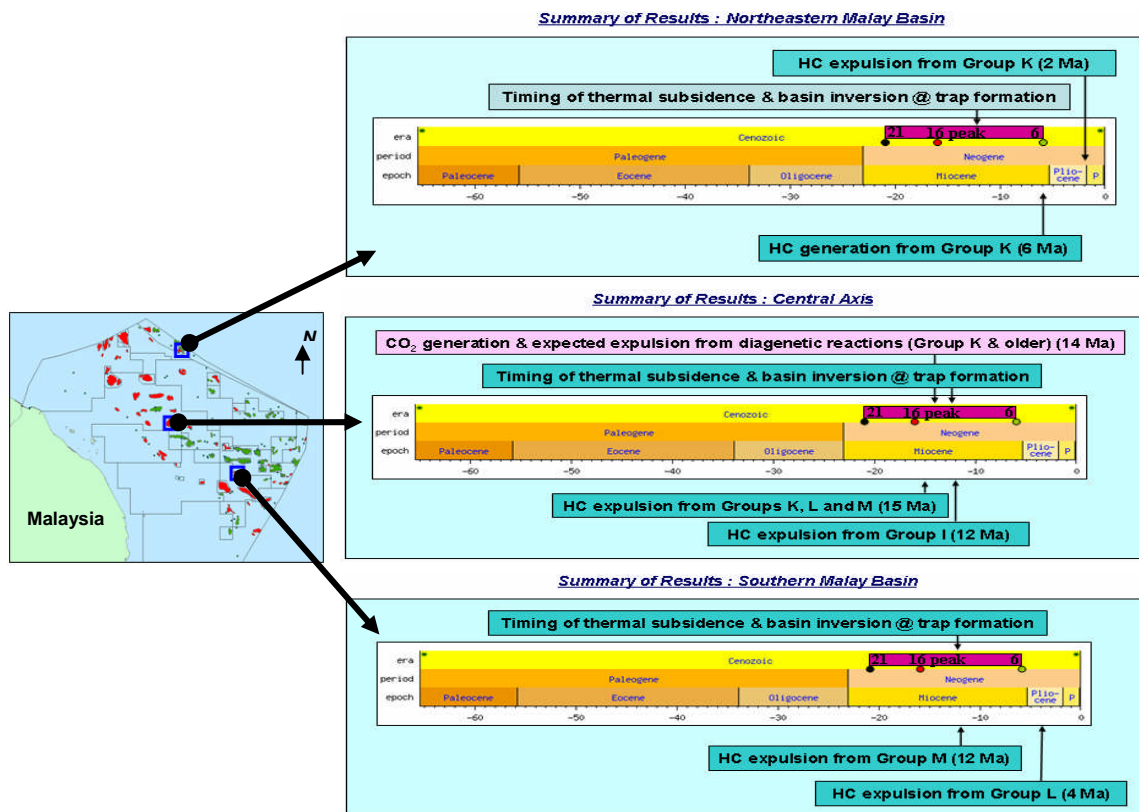 Summary of Results : Northeastern Malay Basin
HC expulsion from Group K (2 Ma)
Timing of thermal subsidence & basin inversion @ trap formation
21 16 peak 6
era Cenozoic
period Paleogene Neogene
epoch Paleocene Eocene Oligocene Miocene Plio-cene P
-60 -50 -40 -30 -20 -10 0
HC generation from Group K (6 Ma)
N
Malaysia
Summary of Results : Central Axis
CO2 generation & expected expulsion from diagenetic reactions (Group K & older) (14 Ma)
Timing of thermal subsidence & basin inversion @ trap formation
21 16 peak 6
era Cenozoic
period Paleogene Neogene
epoch Paleocene Eocene Oligocene Miocene Plio-cene P
-60 -50 -40 -30 -20 -10 0
HC expulsion from Groups K, L and M (15 Ma)
HC expulsion from Group I (12 Ma)
Summary of Results : Southern Malay Basin
Timing of thermal subsidence & basin inversion @ trap formation
21 16 peak 6
era Cenozoic
period Paleogene Neogene
epoch Paleocene Eocene Oligocene Miocene Plio-cene P
-60 -50 -40 -30 -20 -10 0
HC expulsion from Group M (12 Ma)
HC expulsion from Group L (4 Ma)